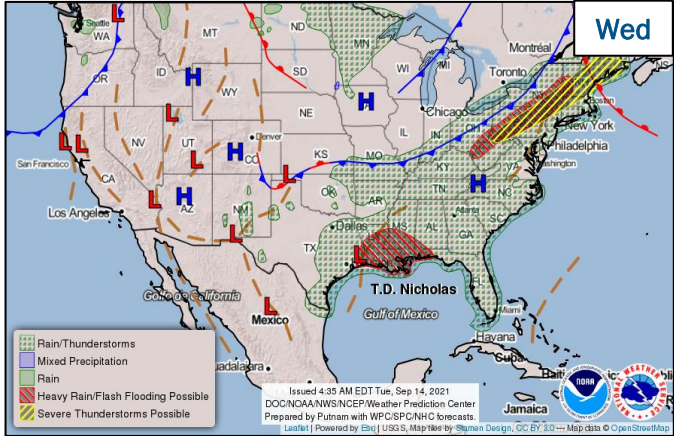 Wed
Seattle
WA
MT
ND
MN
Montréal
NS
OR
ID
SD
WI
MI
Toronto
WY
Boston
NE
Chicago
New York
San Francisco
NV
UT
Denver
CO
IL
IN
OH
Philadelphia
CA
KS
MO
KY
VA
Washington
Los Angeles
AZ
NM
OK
AR
TN
NC
Atlanta
SC
TX
Dallas
MS
AL
GA
H
H
H
H
H
L
L
L
L
L
L
L
L
L
L
T.D. Nicholas
Golfo de California
Gulf of Mexico
FL
Miami
Mexico
Havana
Cuba
Jamaica
Rain/Thunderstorms
Mixed Precipitation
Rain
Heavy Rain/Flash Flooding Possible
Severe Thunderstorms Possible
Issued 4:35 AM EDT Tue, Sep 14, 2021
DOC/NOAA/NWS/NCEP/Weather Prediction Center
Prepared by Putnam with WPC/SPC/NHC forecasts.
Leaflet | Powered by Esri | USGS, Map tiles by Stamen Design, CC BY 3.0 — Map data © OpenStreetMap
NOAA
NATIONAL WEATHER SERVICE